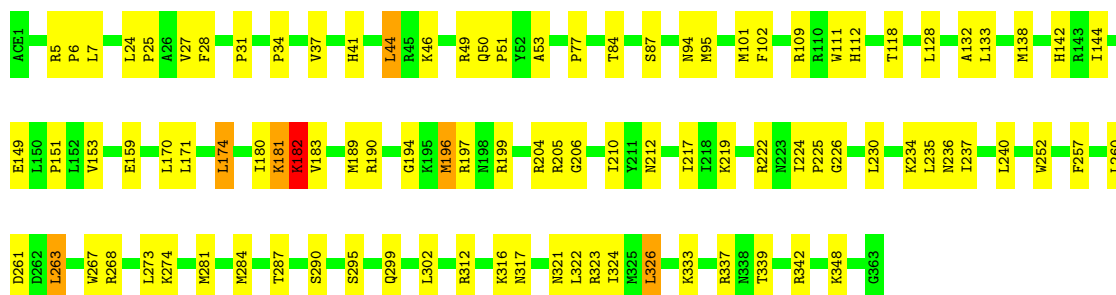 ACE1 R5 P6 L7 L24 P25 A26 V27 F28 P31 P34 V37 H41 L44 R45 K46 R49 Q50 P51 Y52 A53 P77 T84 S87 N94 M95 M101 F102 R109 R110 W111 H112 T118 L128 A132 L133 M138 H142 R143 I144
E149 L150 P151 L152 V153 E159 L170 L171 L174 I180 K181 K182 V183 M189 R190 G194 K195 M196 R197 N198 R199 R204 R205 G206 I210 Y211 N212 I217 I218 K219 R222 N223 I224 P225 G226 L230 K234 L235 N236 I237 L240 W252 F257 L260
D261 D262 L263 W267 R268 L273 K274 M281 M284 T287 S290 S295 Q299 L302 R312 K316 N317 N321 L322 R323 I324 M325 L326 K333 R337 N338 T339 R342 K348 G363